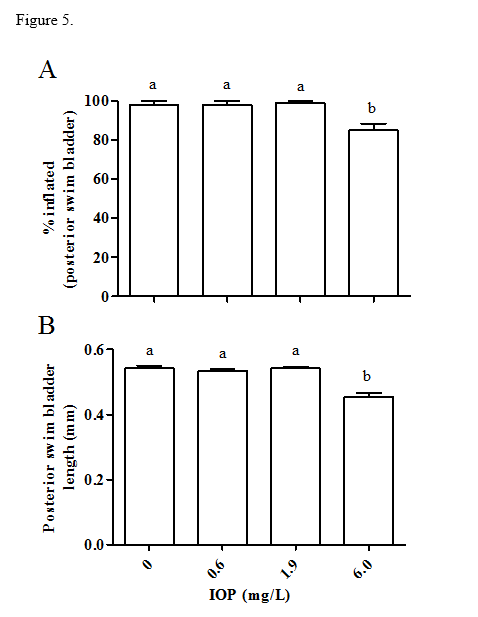 Figure 5.
A
% inflated
(posterior swim bladder)
100
80
60
40
20
0
a
a
a
b
B
Posterior swim bladder
length (mm)
0.6
0.4
0.2
0.0
a
a
a
b
0
0.6
1.9
6.0
IOP (mg/L)